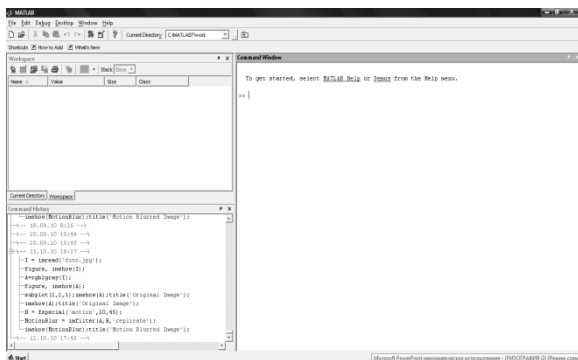 MATLAB
File Edit Debug Desktop Window Help
Current Directory: C:\MATLAB7\work
Shortcuts How to Add What's New
Workspace
Stack: Base
Name Value Size Class
Current Directory Workspace
Command History
imshow(MotionBlur);title('Motion Blurred Image');
%-- 18.09.10 8:26 --%
%-- 20.09.10 15:44 --%
%-- 20.09.10 15:45 --%
%-- 11.10.10 18:37 --%
I = imread('foto.jpg');
figure, imshow(I);
A=rgb2gray(I);
figure, imshow(A);
subplot(2,2,1);imshow(A);title('Original Image');
imshow(A);title('Original Image');
H = fspecial('motion',20,45);
MotionBlur = imfilter(A,H,'replicate');
imshow(MotionBlur);title('Motion Blurred Image');
%-- 12.10.10 17:43 --%
Start
Command Window
To get started, select MATLAB Help or Demos from the Help menu.
>>